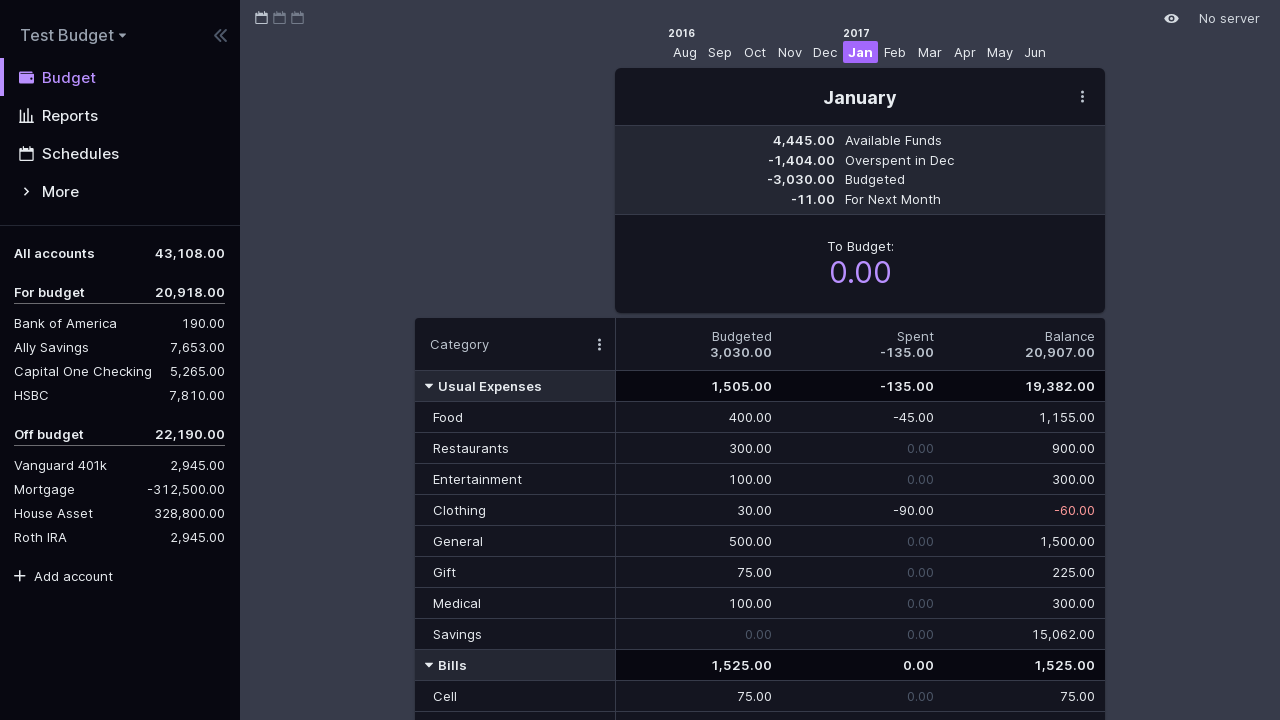 Test Budget
Budget
Reports
Schedules
More
All accounts 43,108.00
For budget 20,918.00
Bank of America 190.00
Ally Savings 7,653.00
Capital One Checking 5,265.00
HSBC 7,810.00
Off budget 22,190.00
Vanguard 401k 2,945.00
Mortgage -312,500.00
House Asset 328,800.00
Roth IRA 2,945.00
Add account
No server
2016 2017
Aug Sep Oct Nov Dec Jan Feb Mar Apr May Jun
January
4,445.00 Available Funds
-1,404.00 Overspent in Dec
-3,030.00 Budgeted
-11.00 For Next Month
To Budget:
0.00
Category Budgeted Spent Balance
3,030.00 -135.00 20,907.00
Usual Expenses 1,505.00 -135.00 19,382.00
Food 400.00 -45.00 1,155.00
Restaurants 300.00 0.00 900.00
Entertainment 100.00 0.00 300.00
Clothing 30.00 -90.00 -60.00
General 500.00 0.00 1,500.00
Gift 75.00 0.00 225.00
Medical 100.00 0.00 300.00
Savings 0.00 0.00 15,062.00
Bills 1,525.00 0.00 1,525.00
Cell 75.00 0.00 75.00